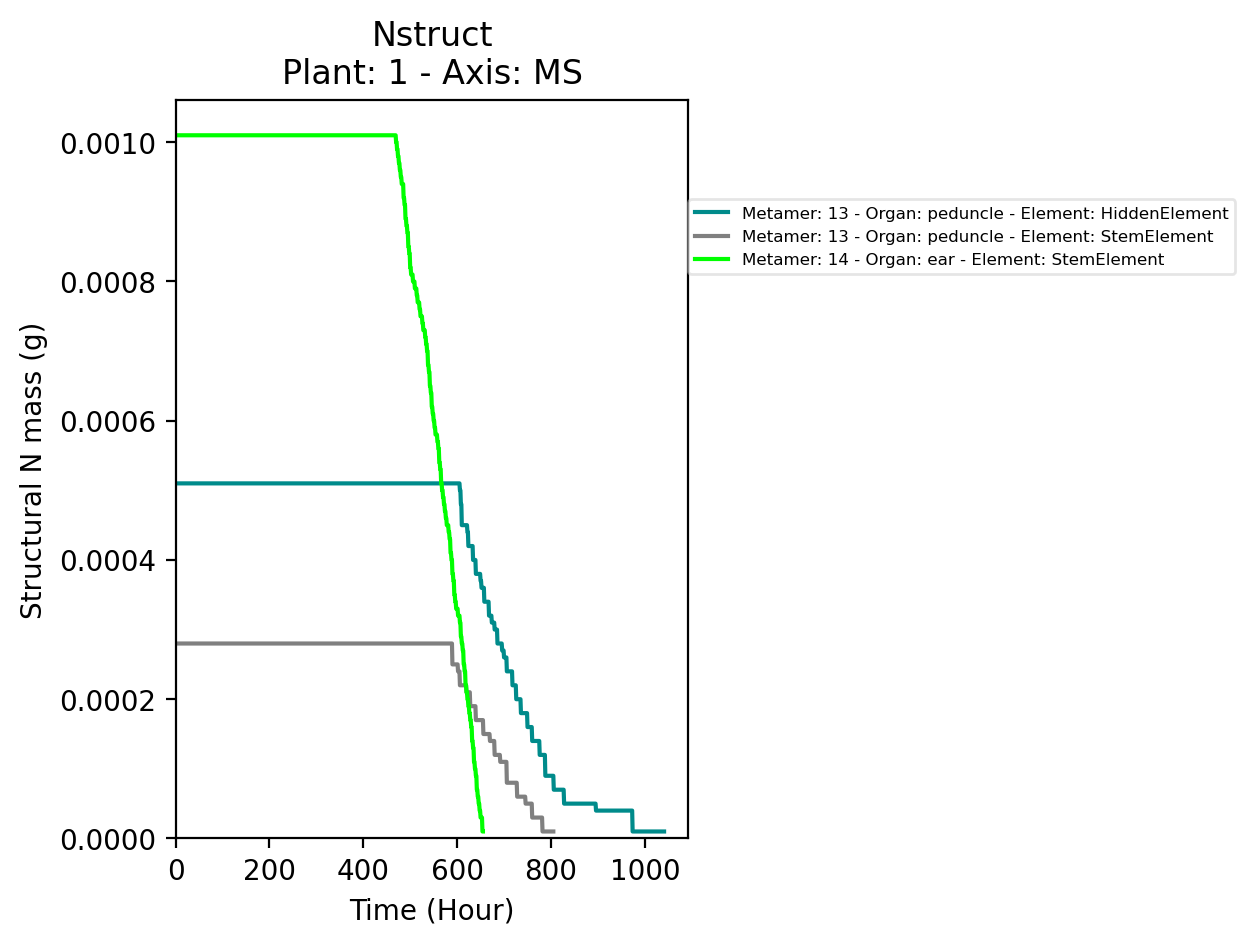 Nstruct
Plant: 1 - Axis: MS
0.0010
0.0008
0.0006
0.0004
0.0002
0.0000
Structural N mass (g)
0 200 400 600 800 1000
Time (Hour)
Metamer: 13 - Organ: peduncle - Element: HiddenElement
Metamer: 13 - Organ: peduncle - Element: StemElement
Metamer: 14 - Organ: ear - Element: StemElement